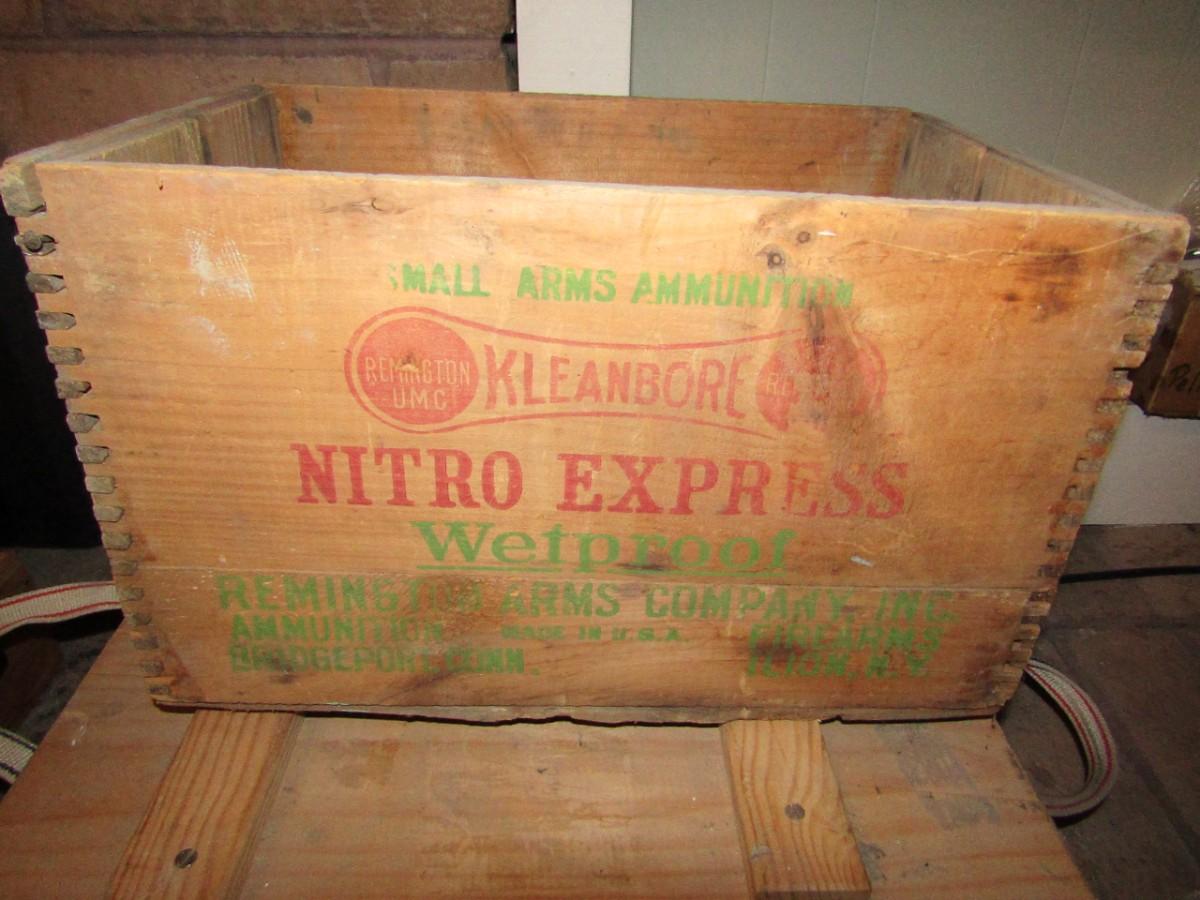 SMALL ARMS AMMUNITION
REMINGTON
UMC
KLEANBORE
NITRO EXPRESS
Wetproof
REMINGTON ARMS COMPANY, INC.
AMMUNITION MADE IN U.S.A. FIREARMS
BRIDGEPORT, CONN. ILION, N.Y.